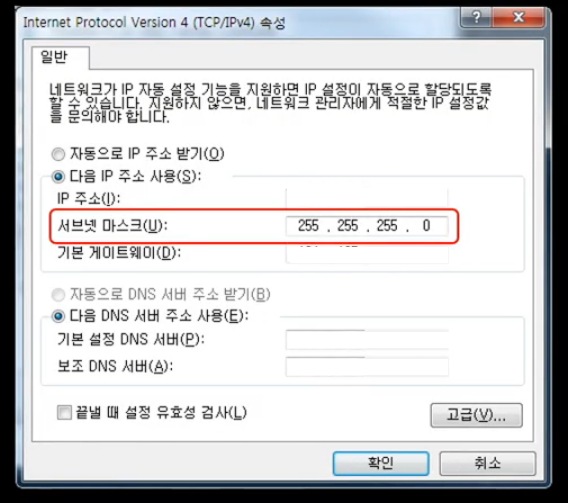 Internet Protocol Version 4 (TCP/IPv4) 속성
일반
네트워크가 IP 자동 설정 기능을 지원하면 IP 설정이 자동으로 할당되도록
할 수 있습니다. 지원하지 않으면, 네트워크 관리자에게 적절한 IP 설정값
을 문의해야 합니다.
자동으로 IP 주소 받기(O)
다음 IP 주소 사용(S):
IP 주소(I):
서브넷 마스크(U): 255 . 255 . 255 . 0
기본 게이트웨이(D):
자동으로 DNS 서버 주소 받기(B)
다음 DNS 서버 주소 사용(E):
기본 설정 DNS 서버(P):
보조 DNS 서버(A):
끝낼 때 설정 유효성 검사(L)
고급(V)...
확인 취소